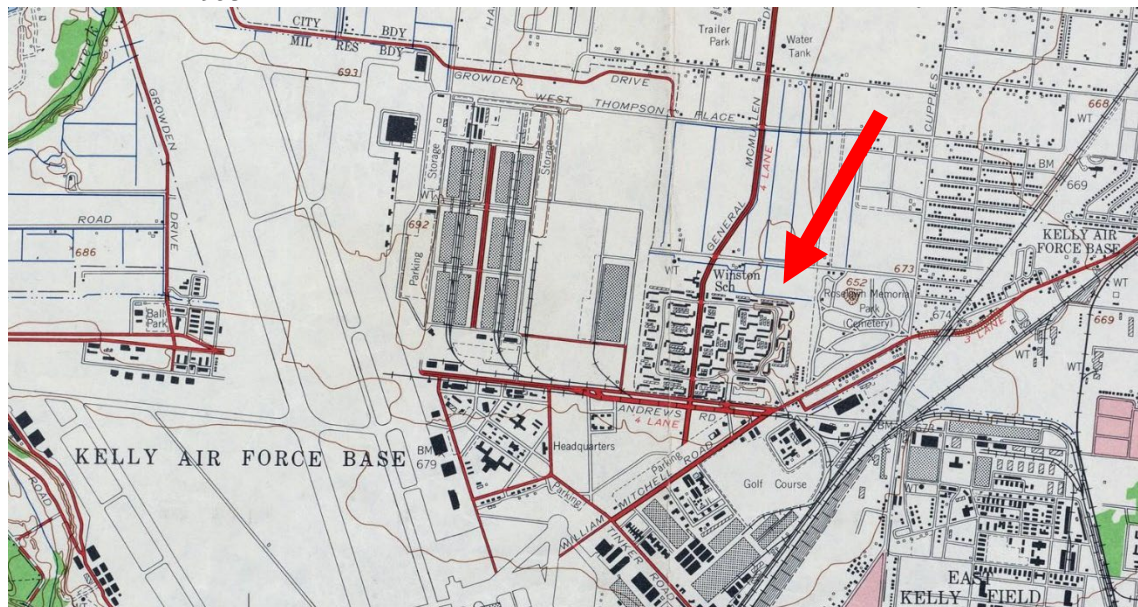 CITY BDY
MIL RES BDY
Creek
693
GROWDEN DRIVE
WEST THOMPSON PLACE
Trailer
Park
Water
Tank
GENERAL MCMULLEN
4 LANE
CUPPLES
668
WT
BM
669
GROWDEN DRIVE
ROAD
686
Storage
Storage
WT
692
Parking
WT
Winston
Sch
673
652
Roselawn Memorial
Park
(Cemetery)
674
KELLY AIR
FORCE BASE
3 LANE
WT
WT
669
WT
Ball
Park
ANDREWS RD
4 LANE
BM
679
Headquarters
Parking
Parking
WILLIAM MITCHELL ROAD
TINKER ROAD
Golf Course
BM
KELLY AIR FORCE BASE
ROAD
EAST
KELLY FIELD